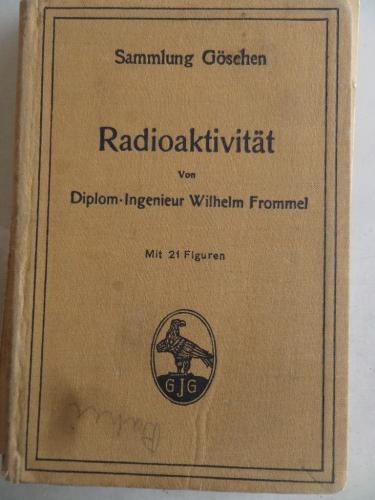 Sammlung Göschen
Radioaktivität
Von
Diplom-Ingenieur Wilhelm Frommel
Mit 21 Figuren
GJG